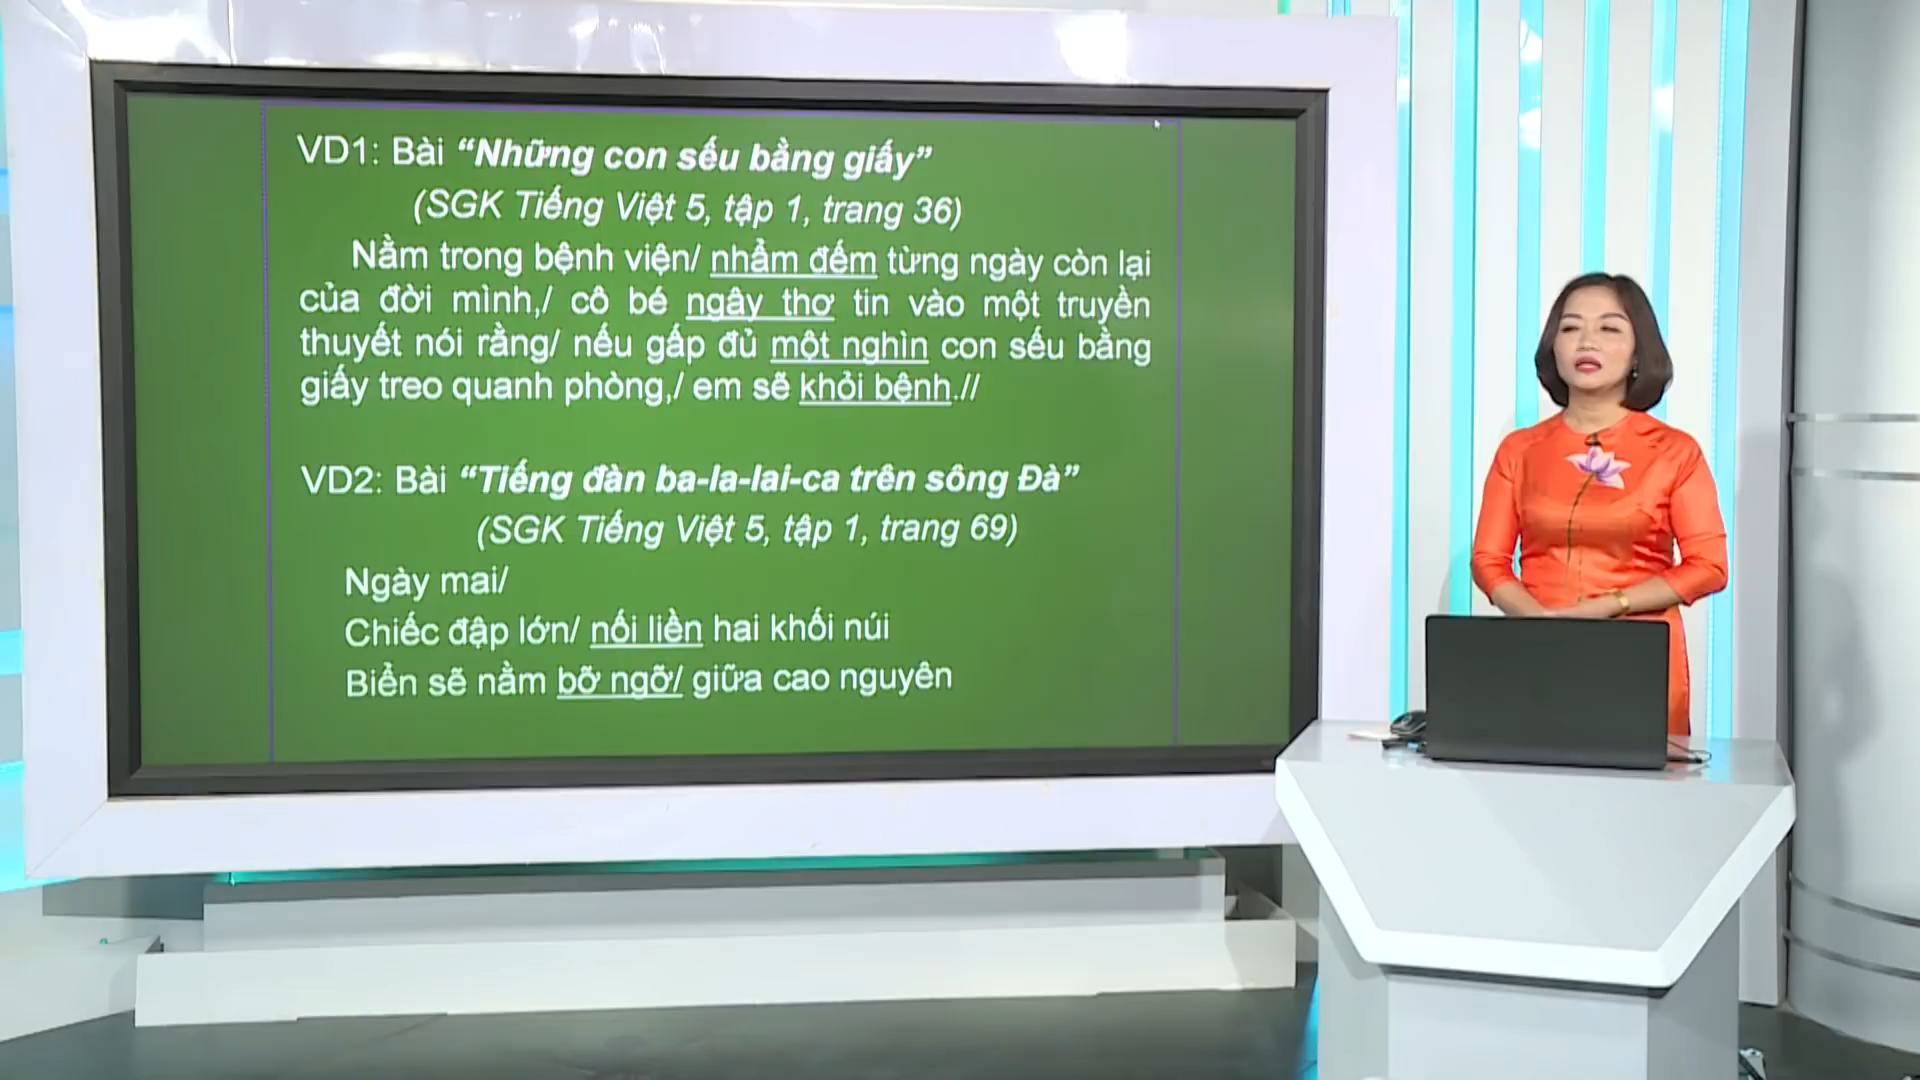 VD1: Bài “Những con sếu bằng giấy”
(SGK Tiếng Việt 5, tập 1, trang 36)
Nằm trong bệnh viện/ nhẩm đếm từng ngày còn lại
của đời mình,/ cô bé ngây thơ tin vào một truyền
thuyết nói rằng/ nếu gấp đủ một nghìn con sếu bằng
giấy treo quanh phòng,/ em sẽ khỏi bệnh.//
VD2: Bài “Tiếng đàn ba-la-lai-ca trên sông Đà”
(SGK Tiếng Việt 5, tập 1, trang 69)
Ngày mai/
Chiếc đập lớn/ nối liền hai khối núi
Biển sẽ nằm bỡ ngỡ/ giữa cao nguyên